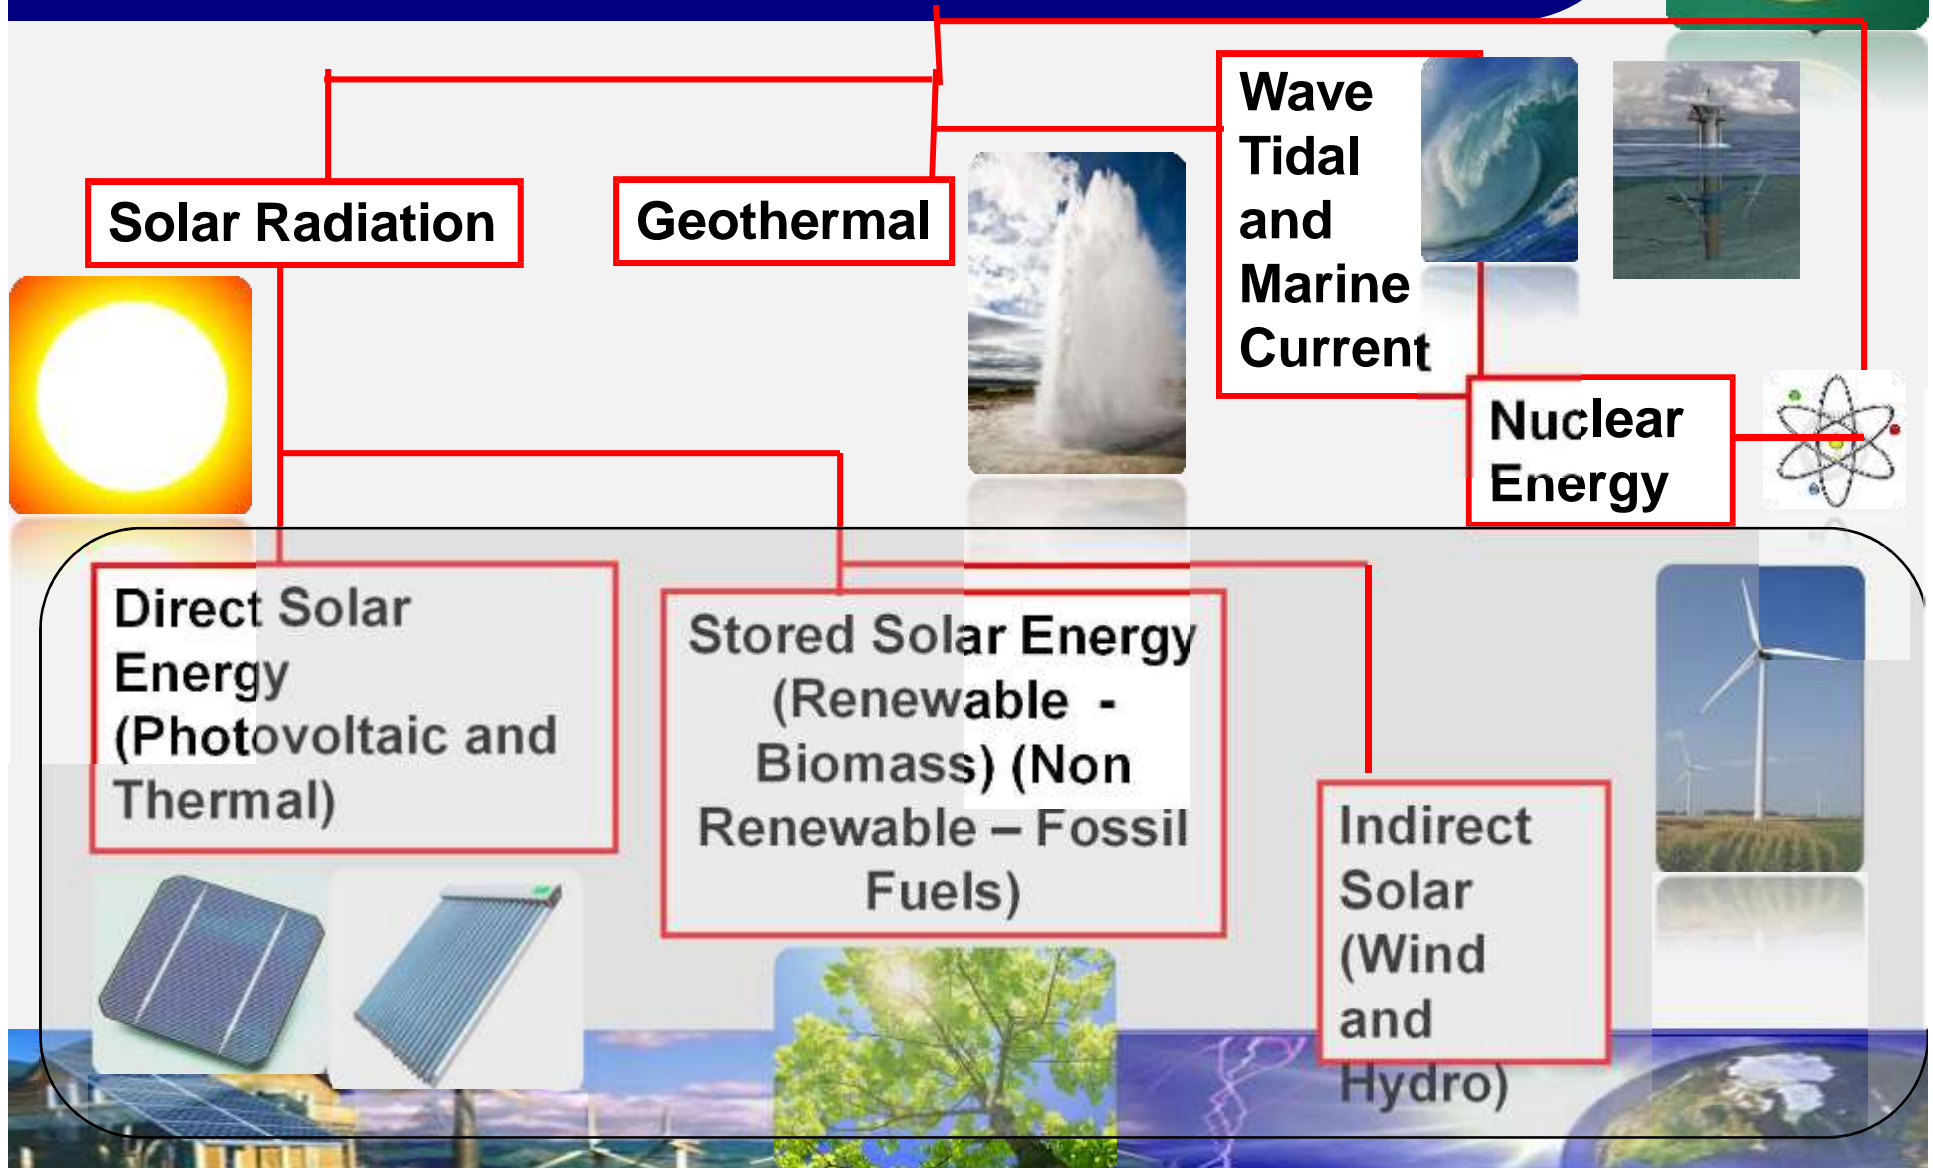 Solar Radiation
Geothermal
Wave
Tidal
and
Marine
Current
Nuclear
Energy
Direct Solar
Energy
(Photovoltaic and
Thermal)
Stored Solar Energy
(Renewable -
Biomass) (Non
Renewable – Fossil
Fuels)
Indirect
Solar
(Wind
and
Hydro)